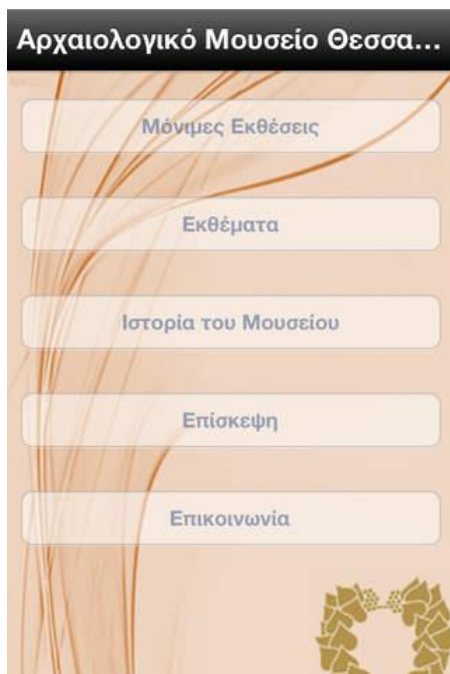 Αρχαιολογικό Μουσείο Θεσσα...
Μόνιμες Εκθέσεις
Εκθέματα
Ιστορία του Μουσείου
Επίσκεψη
Επικοινωνία